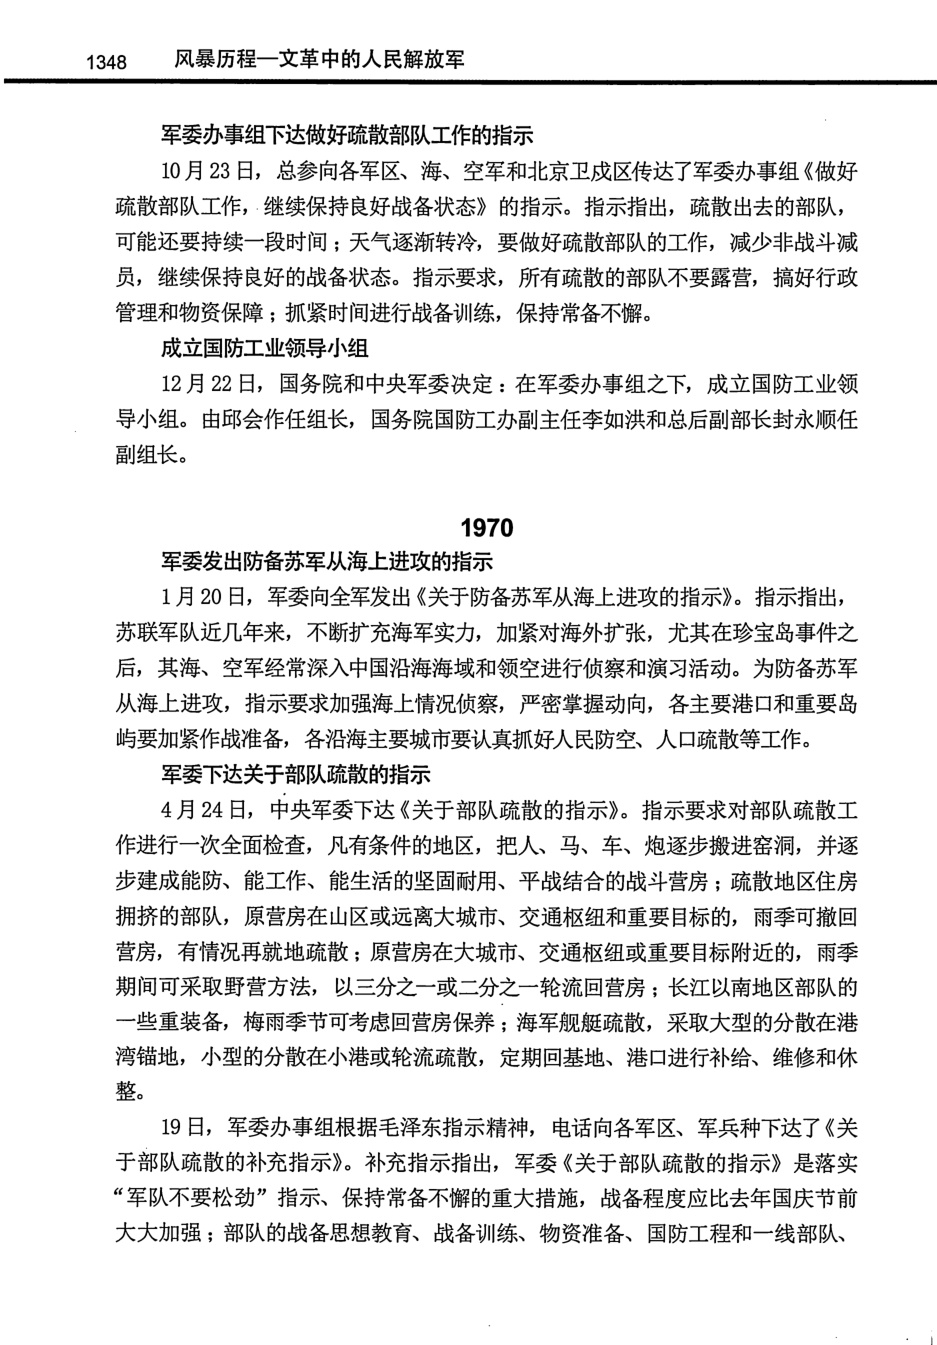 1348 风暴历程—文革中的人民解放军
军委办事组下达做好疏散部队工作的指示
10月23日，总参向各军区、海、空军和北京卫戍区传达了军委办事组《做好
疏散部队工作，继续保持良好战备状态》的指示。指示指出，疏散出去的部队，
可能还要持续一段时间；天气逐渐转冷，要做好疏散部队的工作，减少非战斗减
员，继续保持良好的战备状态。指示要求，所有疏散的部队不要露营，搞好行政
管理和物资保障；抓紧时间进行战备训练，保持常备不懈。
成立国防工业领导小组
12月22日，国务院和中央军委决定：在军委办事组之下，成立国防工业领
导小组。由邱会作任组长，国务院国防工办副主任李如洪和总后副部长封永顺任
副组长。
1970
军委发出防备苏军从海上进攻的指示
1月20日，军委向全军发出《关于防备苏军从海上进攻的指示》。指示指出，
苏联军队近几年来，不断扩充海军实力，加紧对海外扩张，尤其在珍宝岛事件之
后，其海、空军经常深入中国沿海海域和领空进行侦察和演习活动。为防备苏军
从海上进攻，指示要求加强海上情况侦察，严密掌握动向，各主要港口和重要岛
屿要加紧作战准备，各沿海主要城市要认真抓好人民防空、人口疏散等工作。
军委下达关于部队疏散的指示
4月24日，中央军委下达《关于部队疏散的指示》。指示要求对部队疏散工
作进行一次全面检查，凡有条件的地区，把人、马、车、炮逐步搬进窑洞，并逐
步建成能防、能工作、能生活的坚固耐用、平战结合的战斗营房；疏散地区住房
拥挤的部队，原营房在山区或远离大城市、交通枢纽和重要目标的，雨季可撤回
营房，有情况再就地疏散；原营房在大城市、交通枢纽或重要目标附近的，雨季
期间可采取野营方法，以三分之一或二分之一轮流回营房；长江以南地区部队的
一些重装备，梅雨季节可考虑回营房保养；海军舰艇疏散，采取大型的分散在港
湾锚地，小型的分散在小港或轮流疏散，定期回基地、港口进行补给、维修和休
整。
19日，军委办事组根据毛泽东指示精神，电话向各军区、军兵种下达了《关
于部队疏散的补充指示》。补充指示指出，军委《关于部队疏散的指示》是落实
“军队不要松劲”指示、保持常备不懈的重大措施，战备程度应比去年国庆节前
大大加强；部队的战备思想教育、战备训练、物资准备、国防工程和一线部队、